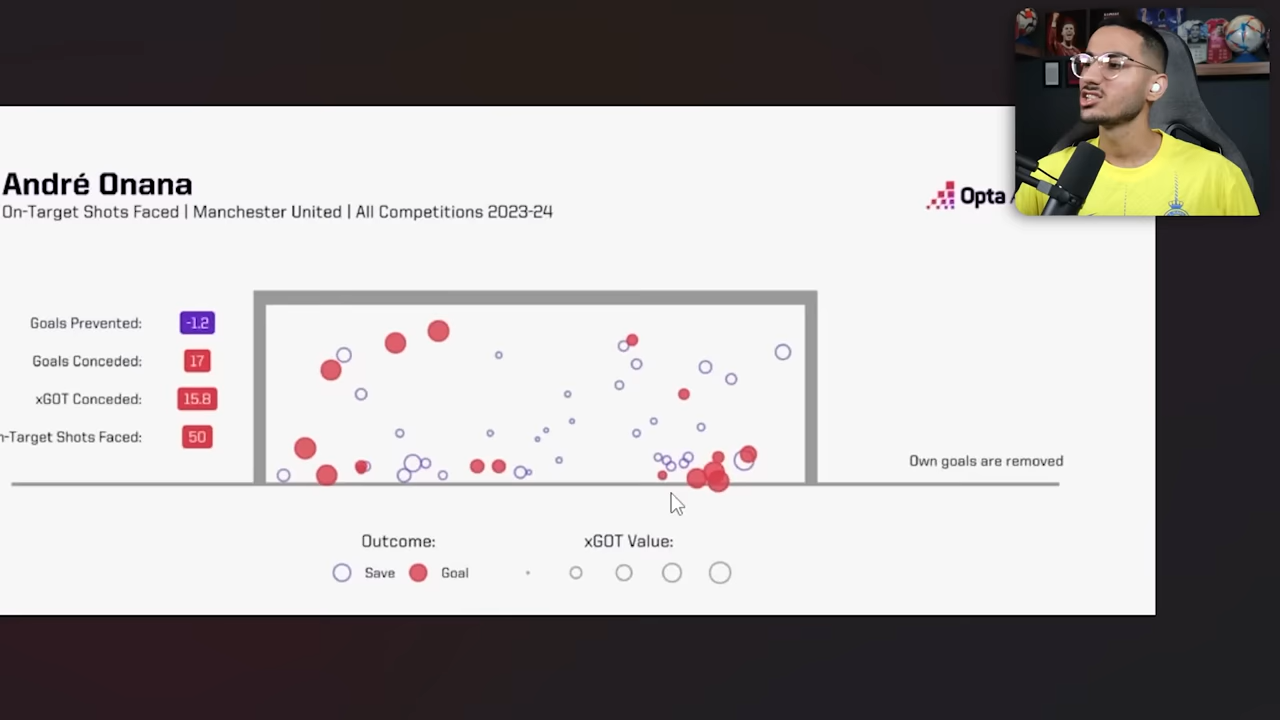 André Onana
On-Target Shots Faced | Manchester United | All Competitions 2023-24
Opta
Goals Prevented: -1.2
Goals Conceded: 17
xGOT Conceded: 15.8
n-Target Shots Faced: 50
Own goals are removed
Outcome: xGOT Value:
Save Goal